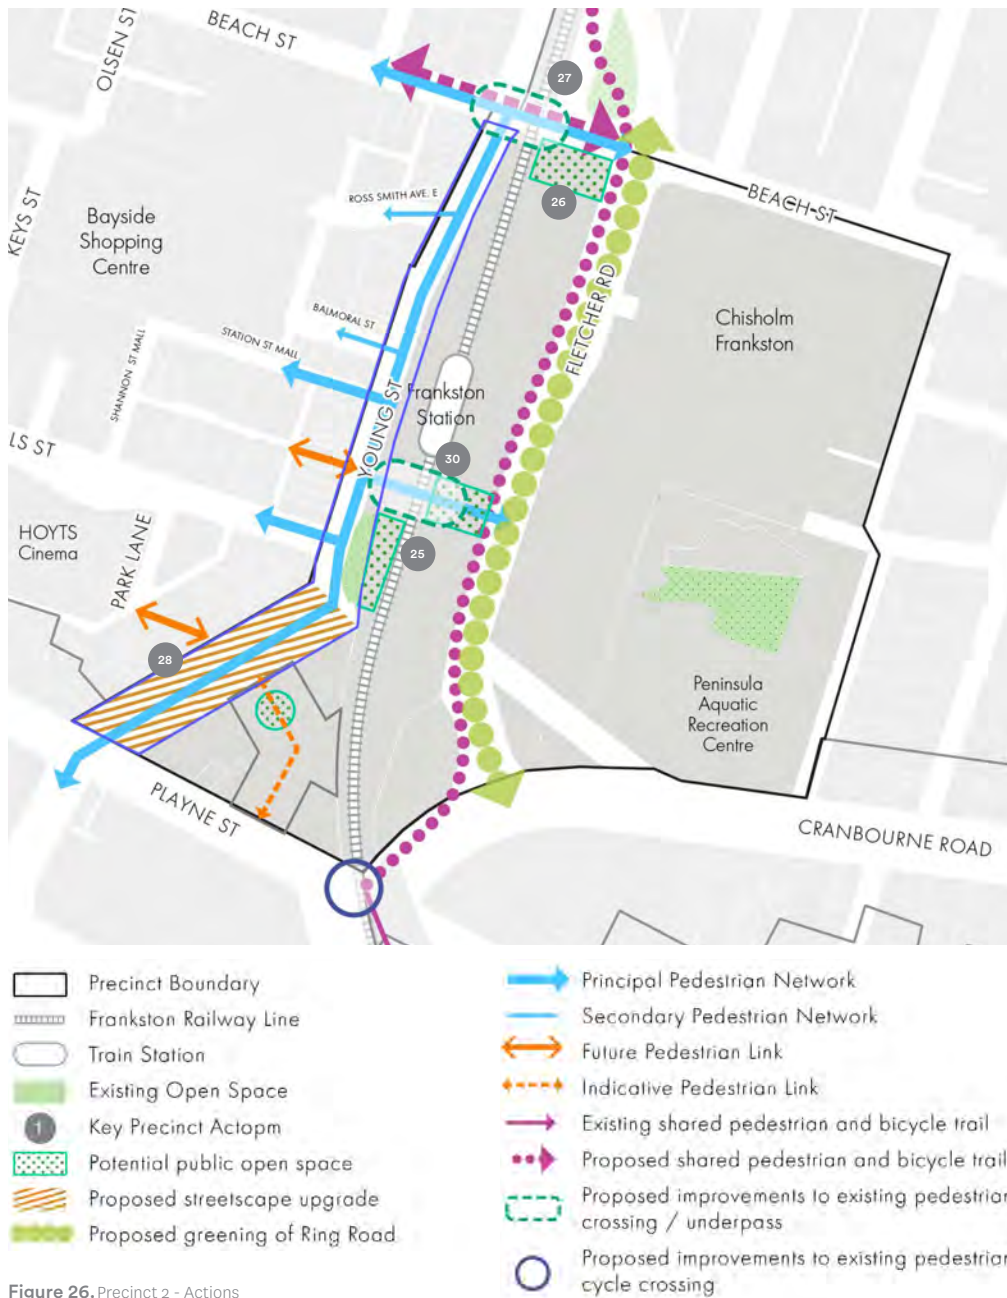 BEACH ST
OLSEN ST
27
KEYS ST
ROSS SMITH AVE. E
26
BEACH ST
Bayside
Shopping
Centre
FLETCHER RD
BALMORAL ST
Chisholm
Frankston
STATION ST MALL
SHANNON ST MALL
YOUNG ST
Frankston
Station
LS ST
30
HOYTS
Cinema
PARK LANE
25
28
Peninsula
Aquatic
Recreation
Centre
PLAYNE ST
CRANBOURNE ROAD
Precinct Boundary
Frankston Railway Line
Train Station
Existing Open Space
1
Key Precinct Actopm
Potential public open space
Proposed streetscape upgrade
Proposed greening of Ring Road
Principal Pedestrian Network
Secondary Pedestrian Network
Future Pedestrian Link
Indicative Pedestrian Link
Existing shared pedestrian and bicycle trail
Proposed shared pedestrian and bicycle trail
Proposed improvements to existing pedestrian
crossing / underpass
Proposed improvements to existing pedestrian
cycle crossing
Figure 26. Precinct 2 - Actions